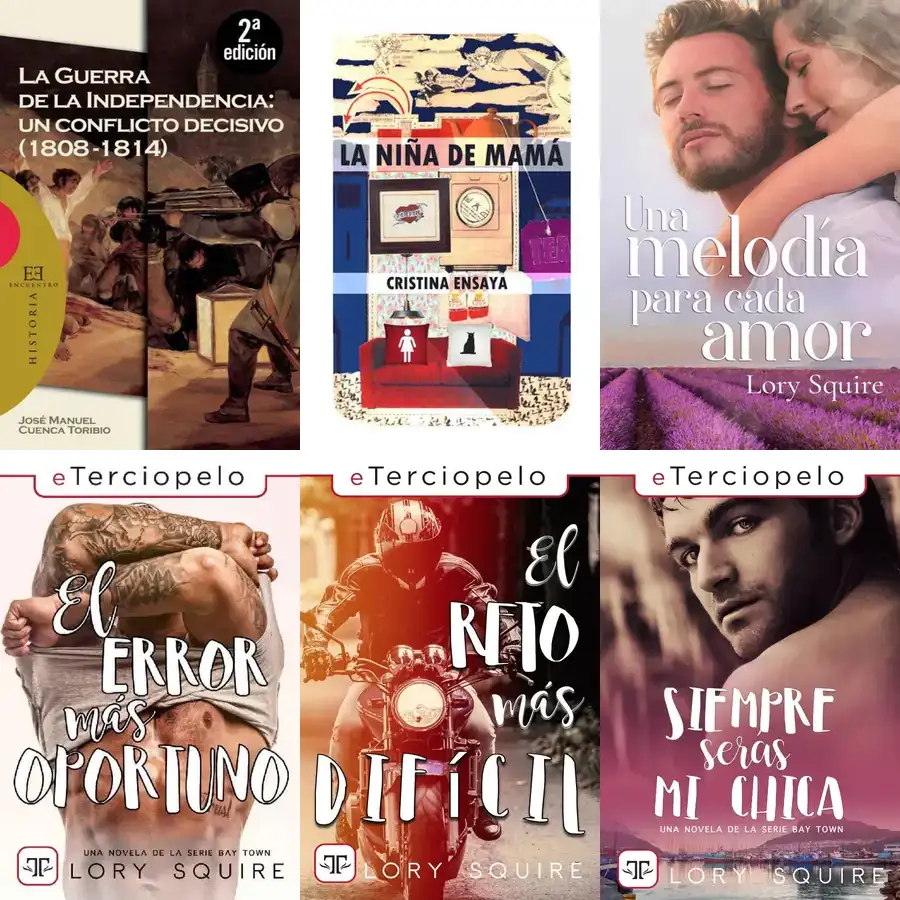 2ª
edición
LA GUERRA
DE LA INDEPENDENCIA:
UN CONFLICTO DECISIVO
(1808-1814)
EE
ENCUENTRO
HISTORIA
JOSÉ MANUEL
CUENCA TORIBIO
LA NIÑA DE MAMÁ
CRISTINA ENSAYA
Una
melodía
para cada
amor
Lory Squire
eTerciopelo
El
ERROR
más
OPORTUNO
UNA NOVELA DE LA SERIE BAY TOWN
LORY SQUIRE
eTerciopelo
El
RETO
más
DIFÍCIL
LORY SQUIRE
eTerciopelo
SIEMPRE
serás
MI CHICA
UNA NOVELA DE LA SERIE BAY TOWN
LORY SQUIRE